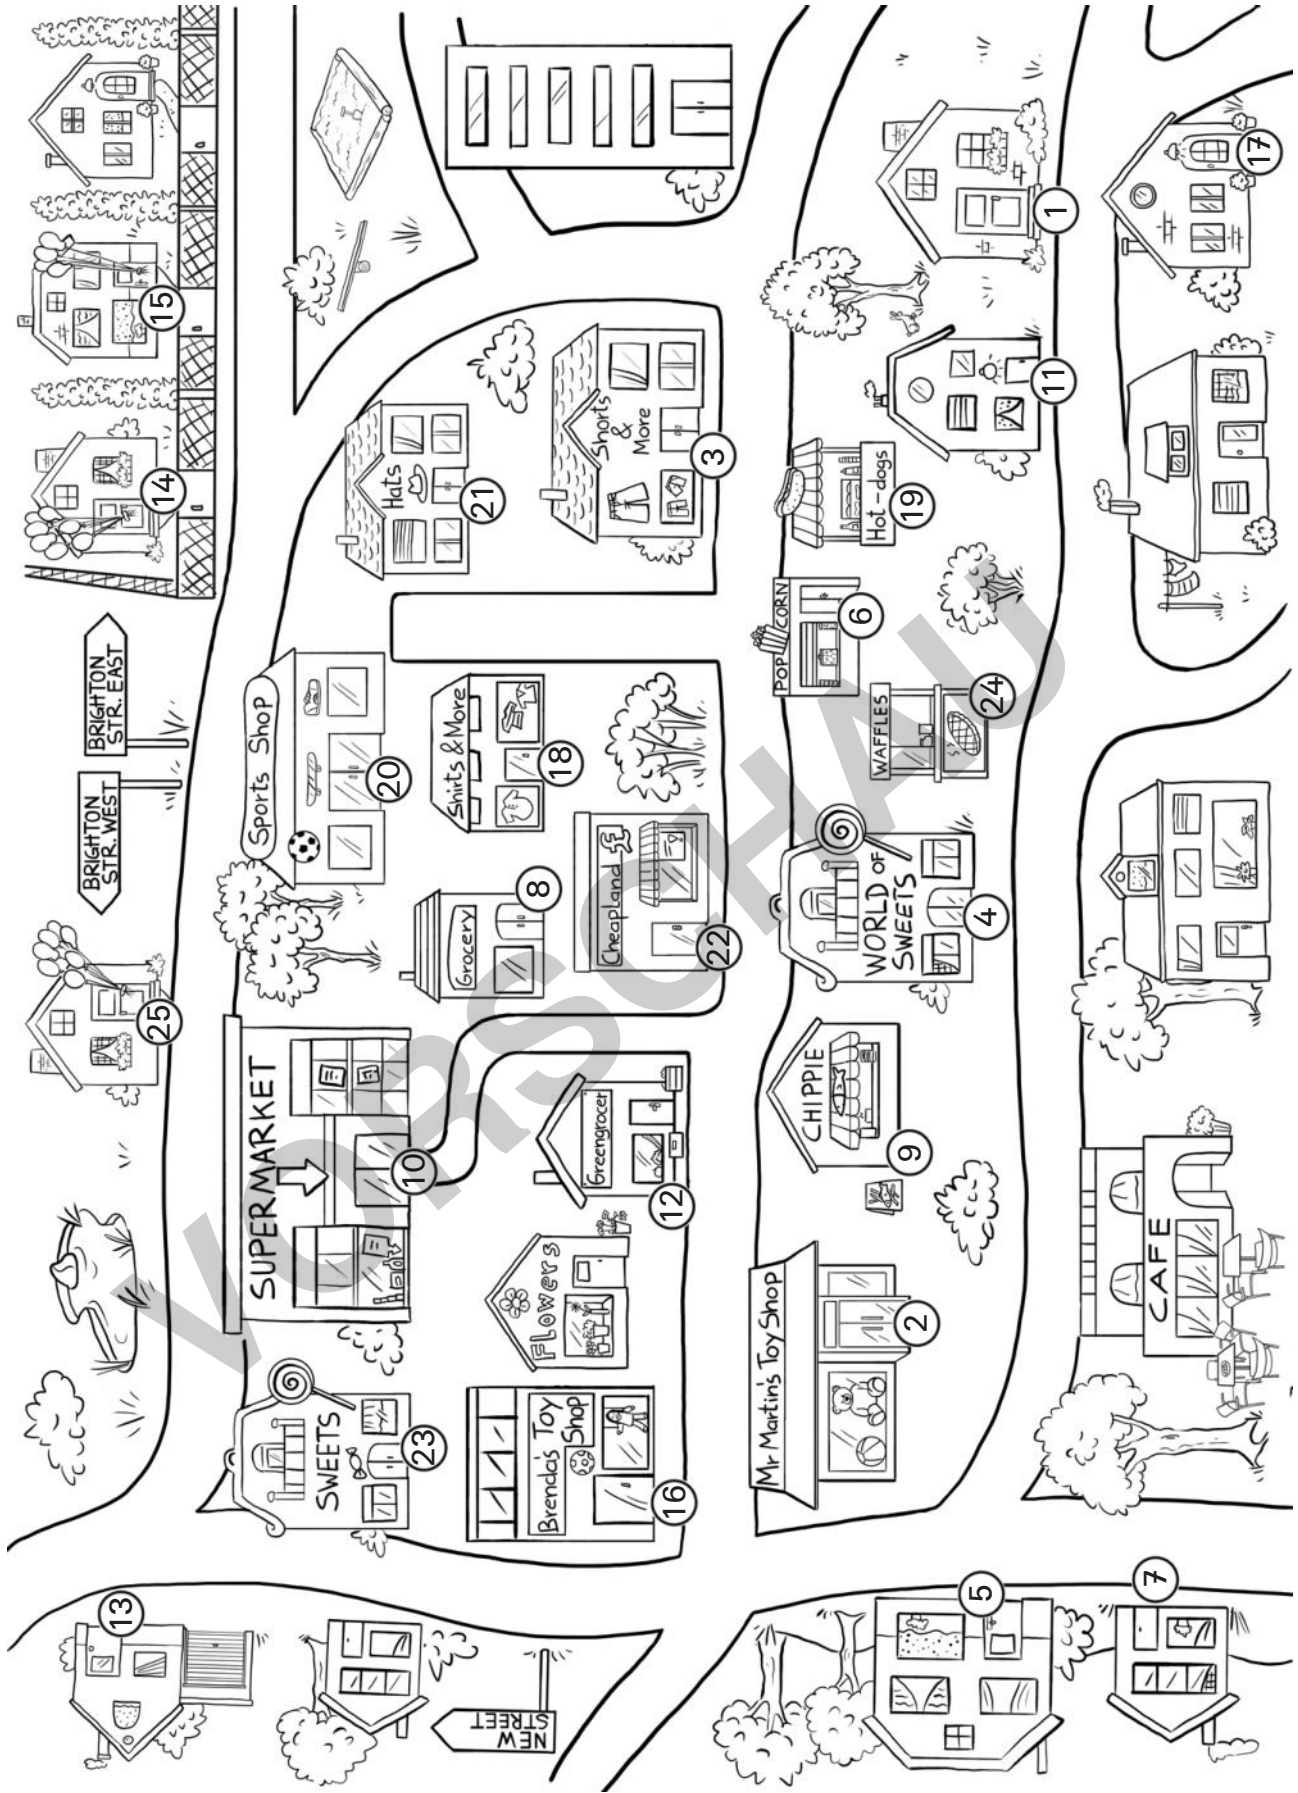 BRIGHTON
STR. WEST
BRIGHTON
STR. EAST
25
14
15
13
SWEETS
23
SUPERMARKET
10
Sports Shop
20
Grocery
8
Shirts & More
18
Hats
21
NEW
STREET
Brenda's Toy
Shop
16
FLOWERS
Greengrocer
12
Cheapland £
22
Shorts
&
More
3
Mr Martin's Toy Shop
2
CHIPPIE
9
WORLD OF
SWEETS
4
POP CORN
6
WAFFLES
24
Hot-dogs
19
11
1
5
7
CAFE
17
VORSCHAU